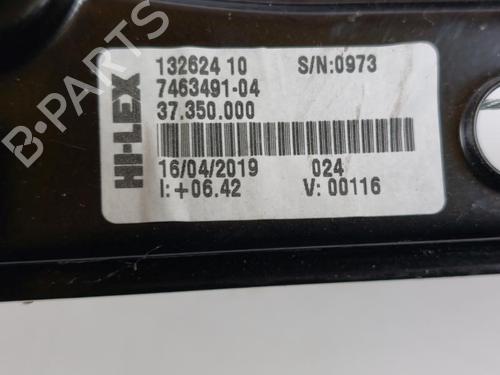 HI-LEX
132624 10 S/N:0973
7463491-04
37.350.000
16/04/2019 024
I:+06.42 V: 00116
B-PARTS